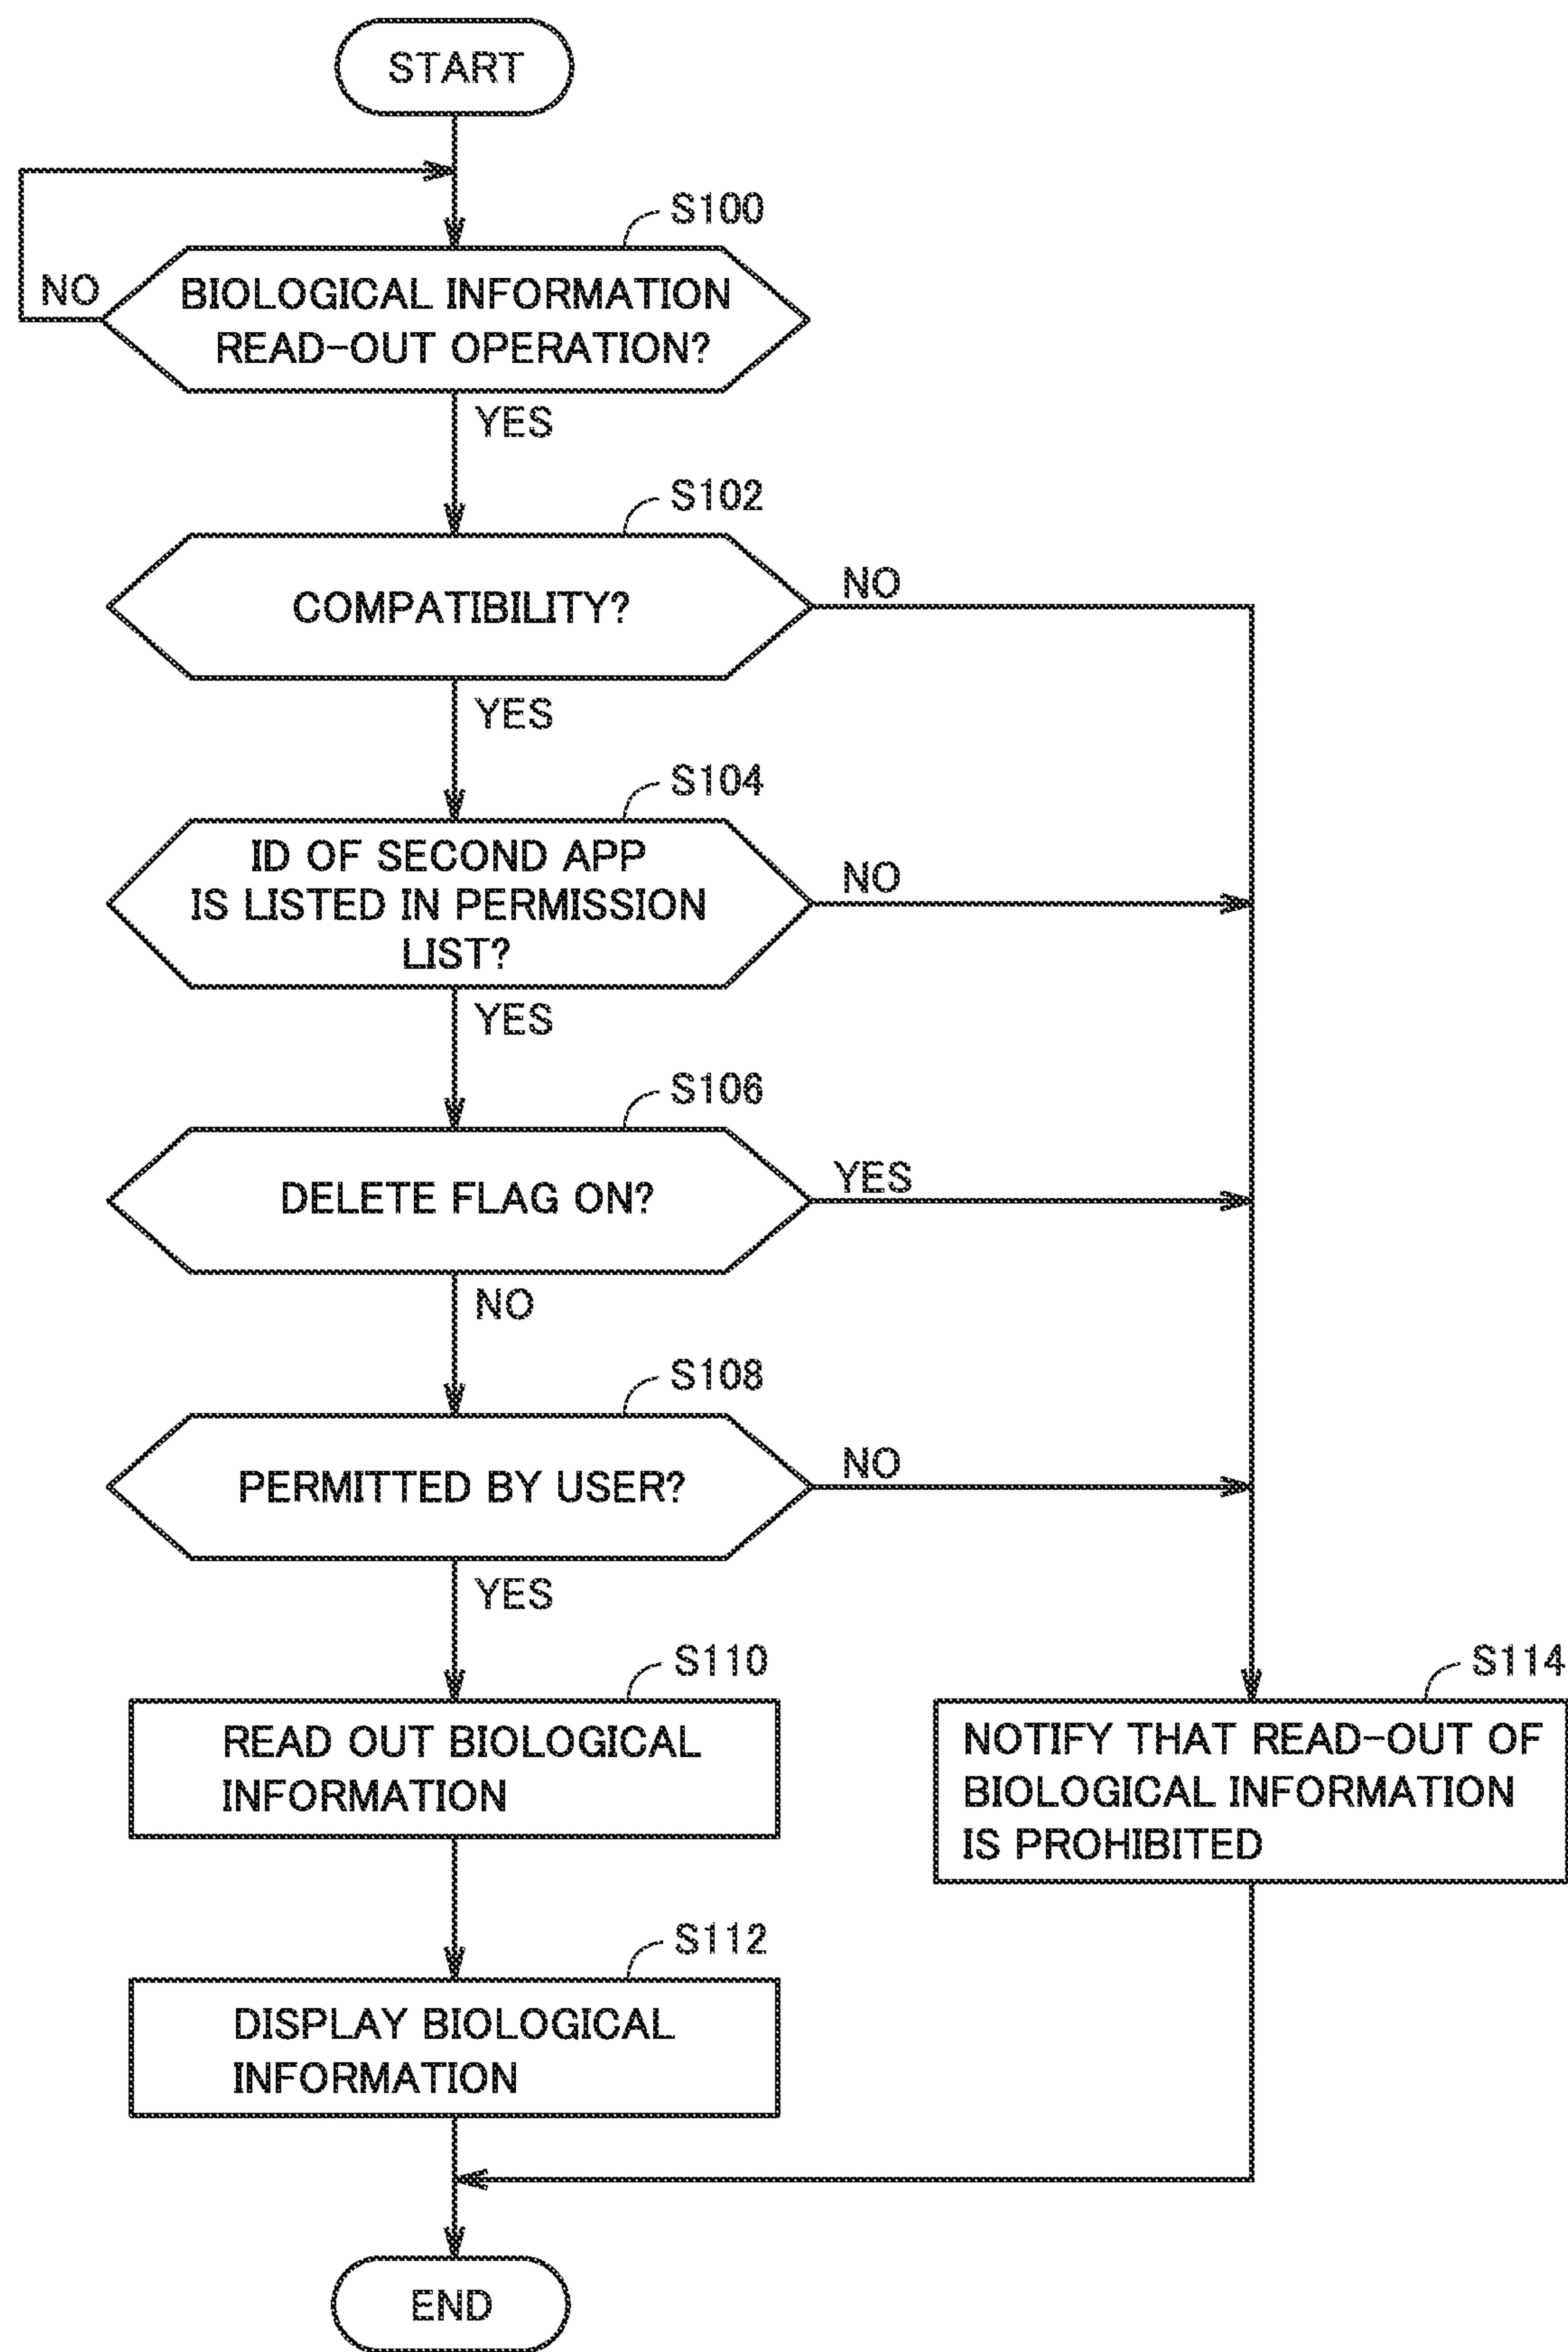 START
S100
NO
BIOLOGICAL INFORMATION
READ-OUT OPERATION?
YES
S102
COMPATIBILITY?
NO
YES
S104
ID OF SECOND APP
IS LISTED IN PERMISSION
LIST?
NO
YES
S106
DELETE FLAG ON?
YES
NO
S108
PERMITTED BY USER?
NO
YES
S110
READ OUT BIOLOGICAL
INFORMATION
S114
NOTIFY THAT READ-OUT OF
BIOLOGICAL INFORMATION
IS PROHIBITED
S112
DISPLAY BIOLOGICAL
INFORMATION
END